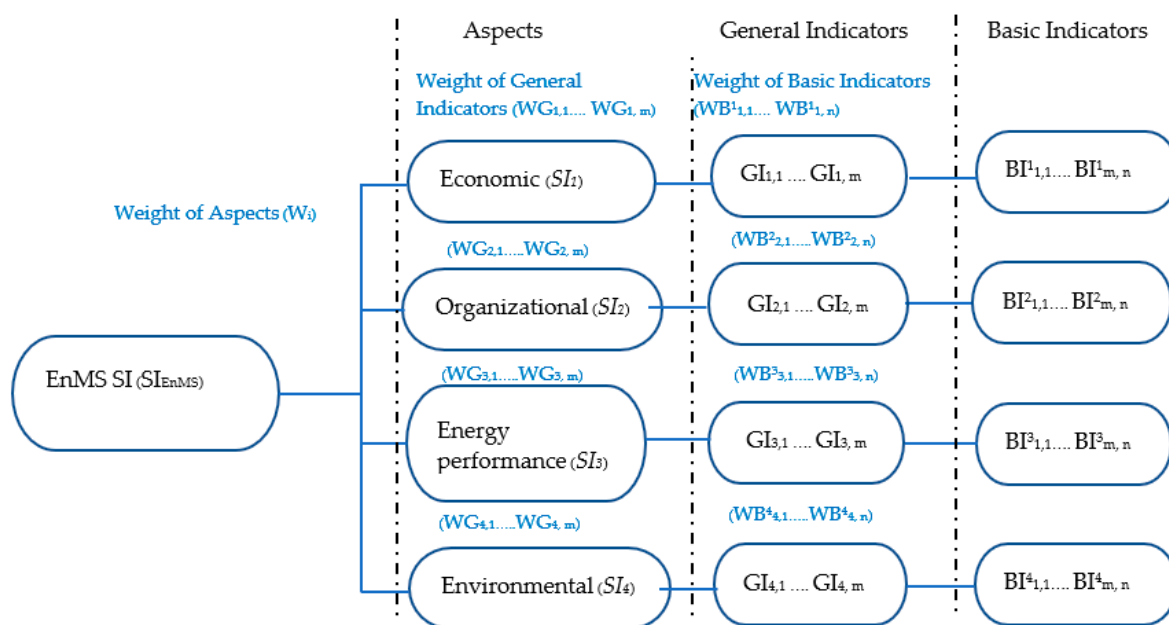 Aspects
General Indicators
Basic Indicators
Weight of General
Indicators (WG1,1.... WG1, m)
Weight of Basic Indicators
(WB¹1,1.... WB¹1, n)
Economic (SI1)
GI1,1 .... GI1, m
BI¹1,1.... BI¹m, n
Weight of Aspects (Wi)
(WG2,1.....WG2, m)
(WB²2,1.....WB²2, n)
Organizational (SI2)
GI2,1 .... GI2, m
BI²1,1.... BI²m, n
EnMS SI (SIEnMS)
(WG3,1.....WG3, m)
(WB³3,1.....WB³3, n)
Energy
performance (SI3)
GI3,1 .... GI3, m
BI³1,1.... BI³m, n
(WG4,1.....WG4, m)
(WB⁴4,1.....WB⁴4, n)
Environmental (SI4)
GI4,1 .... GI4, m
BI⁴1,1.... BI⁴m, n